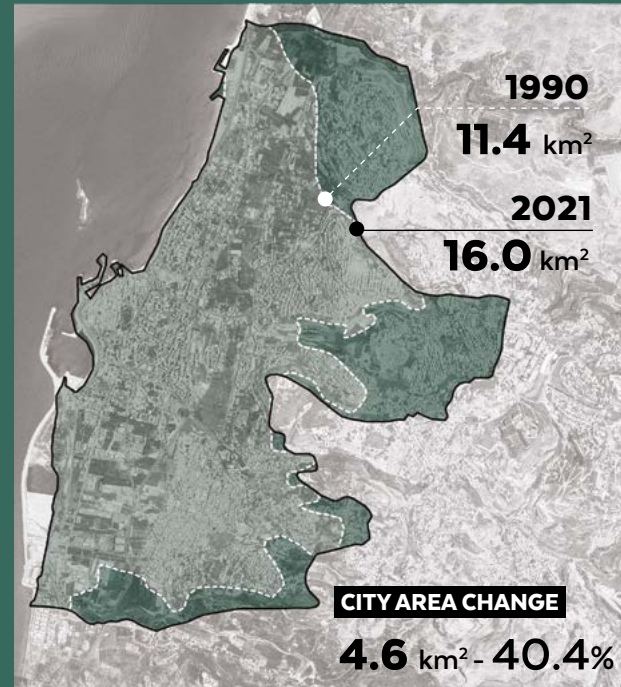 1990
11.4 km²
2021
16.0 km²
CITY AREA CHANGE
4.6 km² - 40.4%